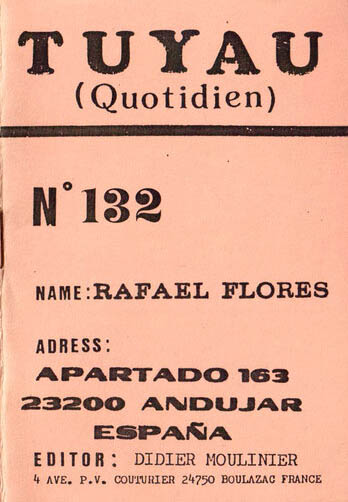 TUYAU
(Quotidien)
N° 132
NAME: RAFAEL FLORES
ADRESS:
APARTADO 163
23200 ANDUJAR
ESPAÑA
EDITOR: DIDIER MOULINIER
4 AVE. P.V. COUTURIER 24750 BOULAZAC FRANCE